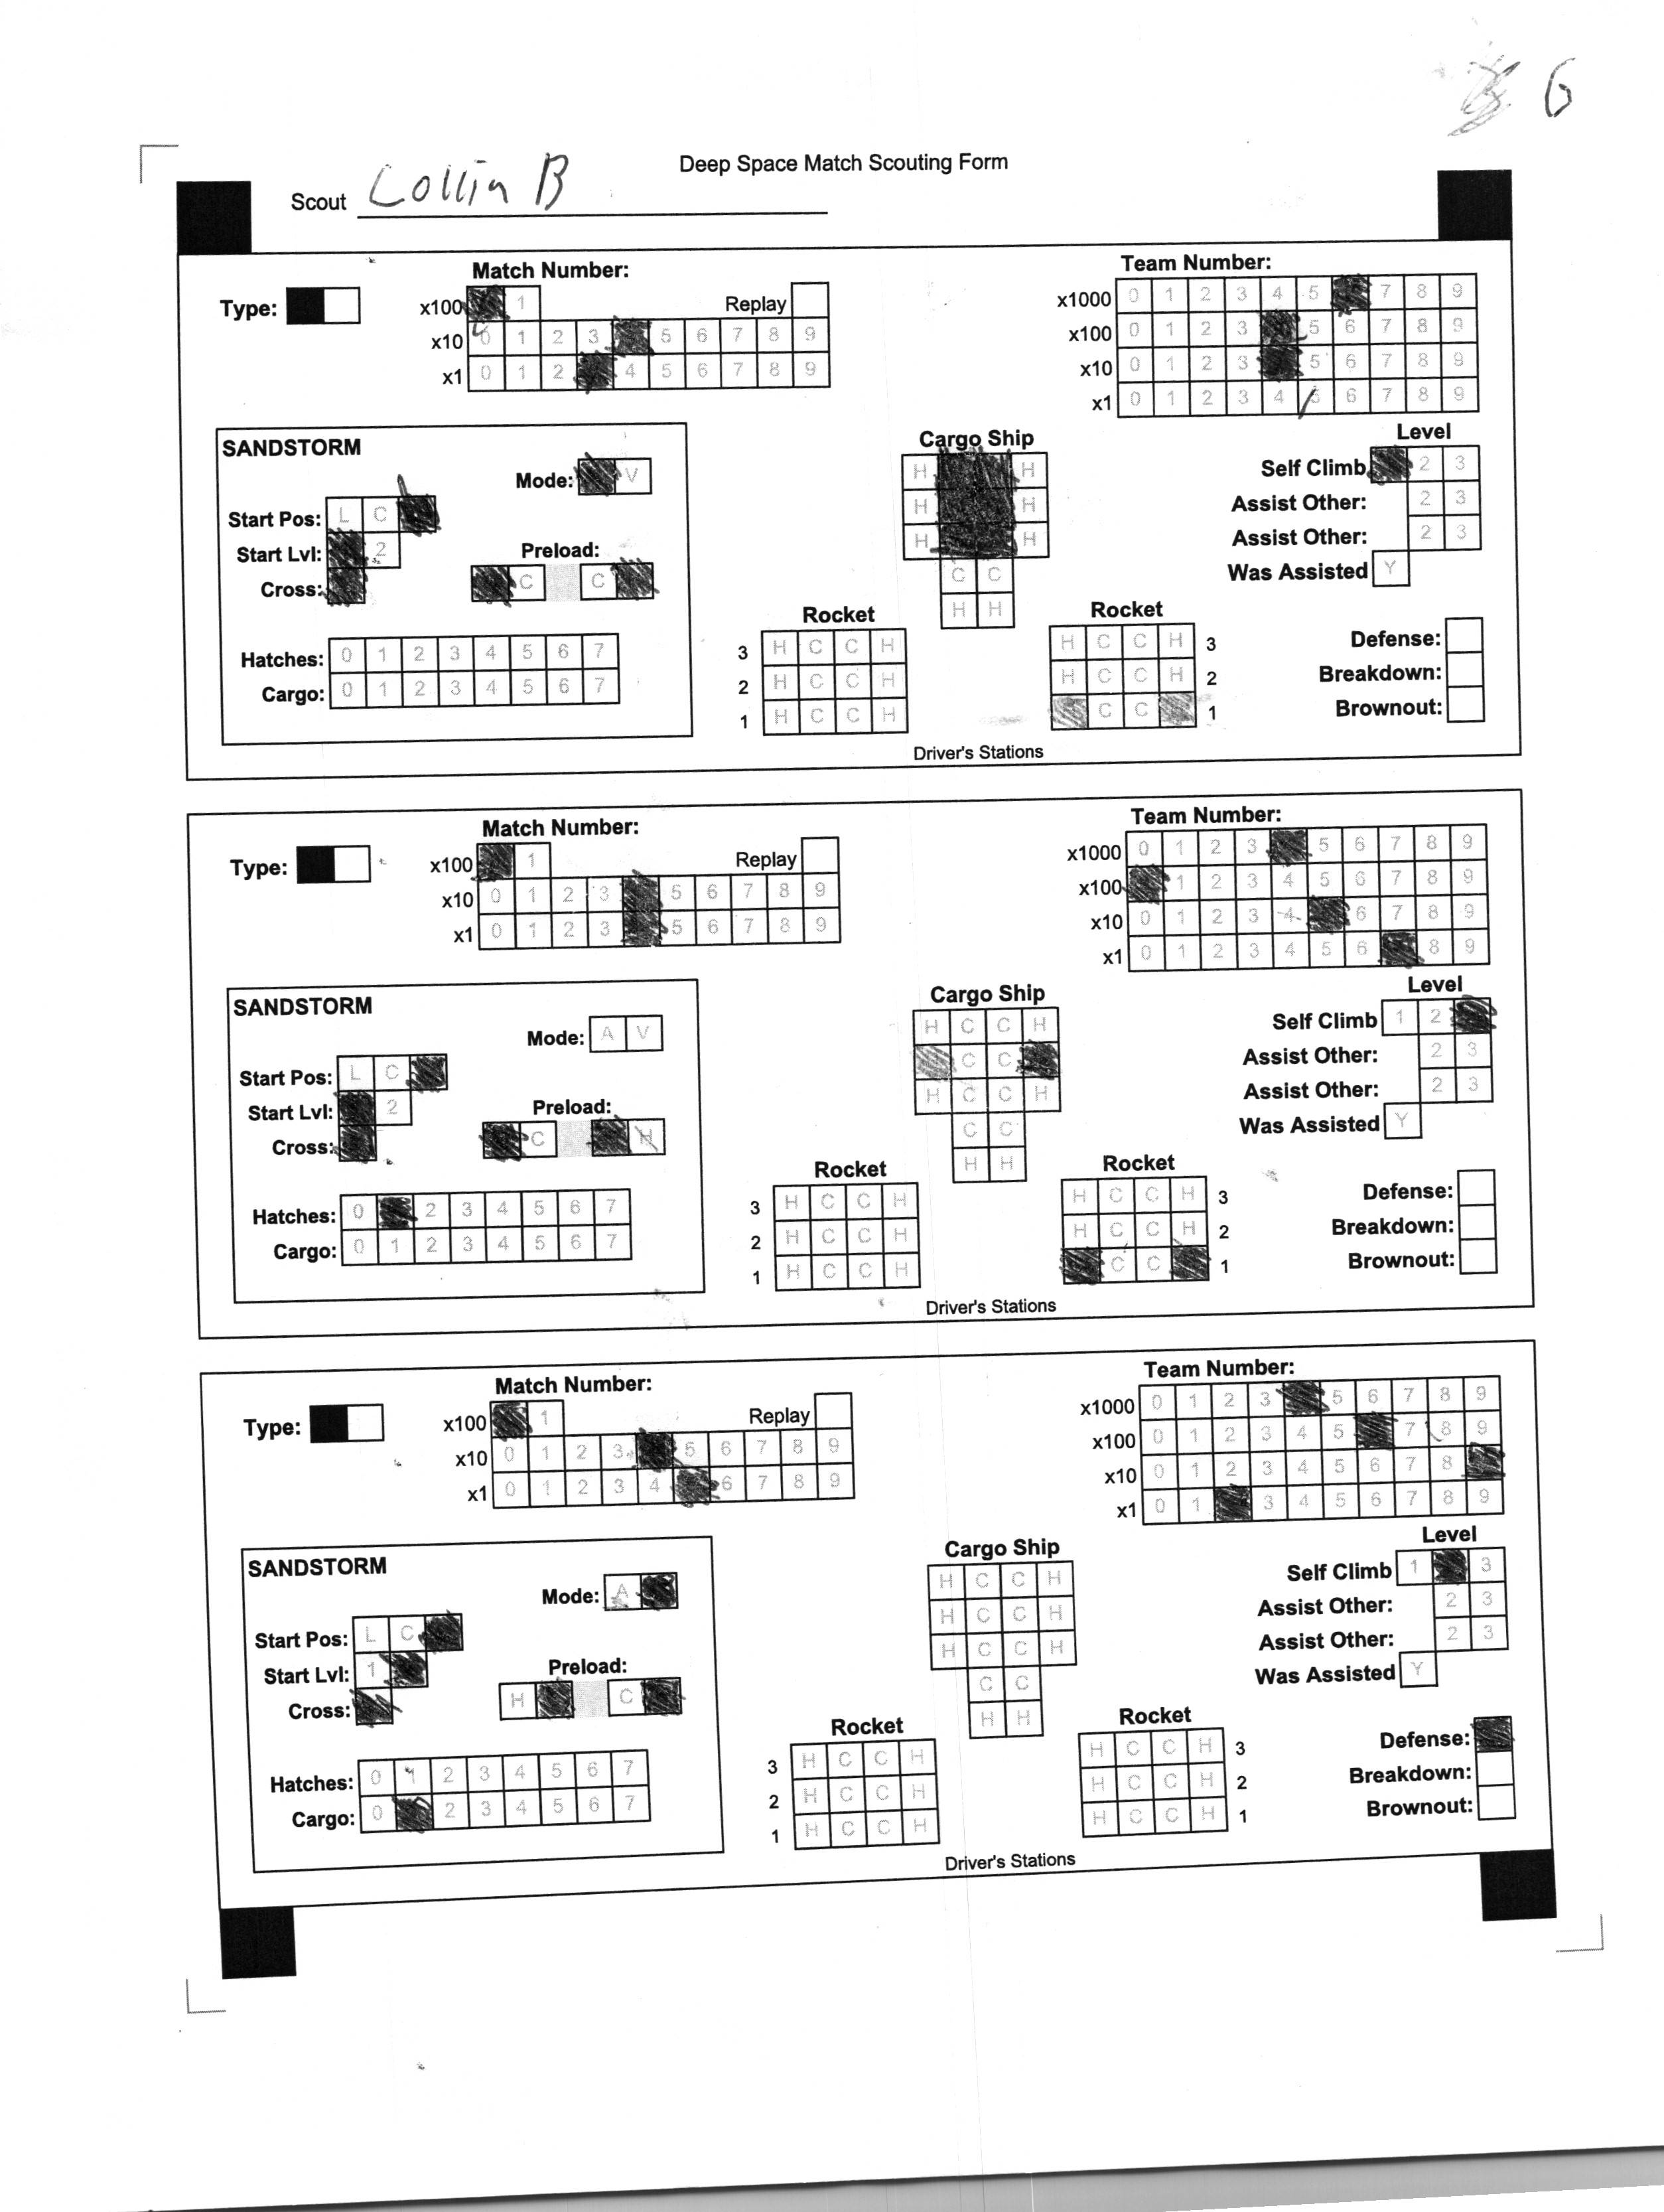 G
Deep Space Match Scouting Form
Scout Collin B
Match Number:
Team Number:
Type:
x100 1 Replay
x10 0 1 2 3 5 6 7 8 9
x1 0 1 2 4 5 6 7 8 9
x1000 0 1 2 3 4 5 7 8 9
x100 0 1 2 3 5 6 7 8 9
x10 0 1 2 3 5 6 7 8 9
x1 0 1 2 3 4 5 6 7 8 9
SANDSTORM
Mode: V
Start Pos: L C
Start Lvl: 2
Cross:
Preload:
C C
Hatches: 0 1 2 3 4 5 6 7
Cargo: 0 1 2 3 4 5 6 7
Cargo Ship
H H
H H
H H
C C
H H
Rocket
3 H C C H
2 H C C H
1 H C C H
Rocket
H C C H 3
H C C H 2
C C 1
Driver's Stations
Level
Self Climb 2 3
Assist Other: 2 3
Assist Other: 2 3
Was Assisted Y
Defense:
Breakdown:
Brownout:
Match Number:
Team Number:
Type:
x100 1 Replay
x10 0 1 2 3 5 6 7 8 9
x1 0 1 2 3 5 6 7 8 9
x1000 0 1 2 3 5 6 7 8 9
x100 1 2 3 4 5 6 7 8 9
x10 0 1 2 3 4 6 7 8 9
x1 0 1 2 3 4 5 6 8 9
SANDSTORM
Mode: A V
Start Pos: L C
Start Lvl: 2
Cross:
Preload:
C H
Hatches: 0 2 3 4 5 6 7
Cargo: 0 1 2 3 4 5 6 7
Cargo Ship
H C C H
C C
H C C H
C C
H H
Rocket
3 H C C H
2 H C C H
1 H C C H
Rocket
H C C H 3
H C C H 2
C C 1
Driver's Stations
Level
Self Climb 1 2
Assist Other: 2 3
Assist Other: 2 3
Was Assisted Y
Defense:
Breakdown:
Brownout:
Match Number:
Team Number:
Type:
x100 1 Replay
x10 0 1 2 3 5 6 7 8 9
x1 0 1 2 3 4 6 7 8 9
x1000 0 1 2 3 5 6 7 8 9
x100 0 1 2 3 4 5 7 8 9
x10 0 1 2 3 4 5 6 7 8
x1 0 1 3 4 5 6 7 8 9
SANDSTORM
Mode: A
Start Pos: L C
Start Lvl: 1
Cross:
Preload:
H C
Hatches: 0 1 2 3 4 5 6 7
Cargo: 0 2 3 4 5 6 7
Cargo Ship
H C C H
H C C H
H C C H
C C
H H
Rocket
3 H C C H
2 H C C H
1 H C C H
Rocket
H C C H 3
H C C H 2
H C C H 1
Driver's Stations
Level
Self Climb 1 3
Assist Other: 2 3
Assist Other: 2 3
Was Assisted Y
Defense:
Breakdown:
Brownout: